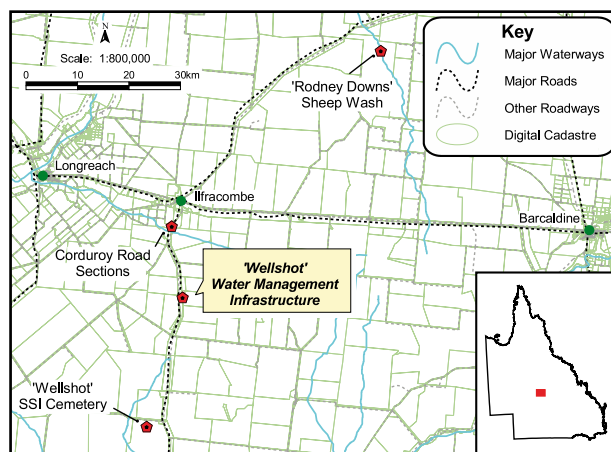 N
Scale: 1:800,000
0 10 20 30km
'Rodney Downs'
Sheep Wash
Key
Major Waterways
Major Roads
Other Roadways
Digital Cadastre
Longreach
Ilfracombe
Barcaldine
Corduroy Road
Sections
'Wellshot'
Water Management
Infrastructure
'Wellshot'
SSI Cemetery